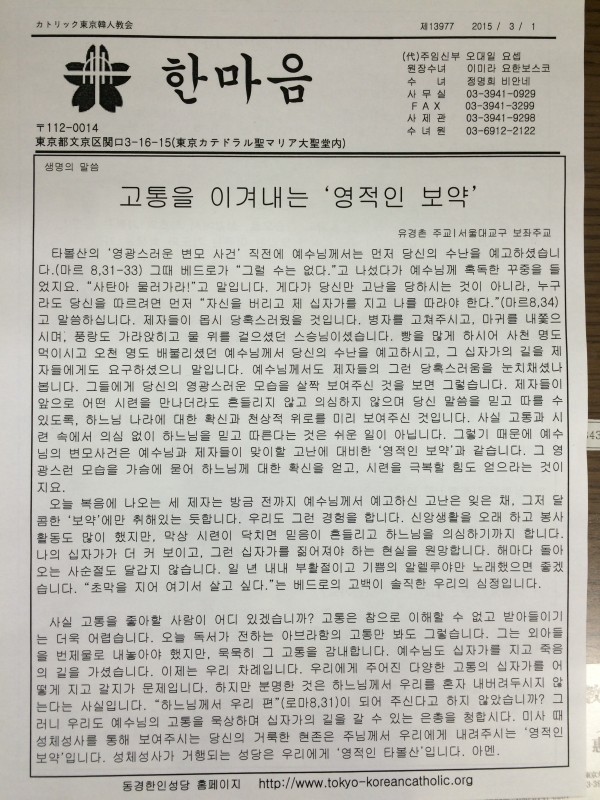 カトリック東京韓人教会 제13977 2015 / 3 / 1
한마음
(代)주임신부 오대일 요셉
원장수녀 이미라 요한보스코
수 녀 정명희 비안네
사 무 실 03-3941-0929
F A X 03-3941-3299
사 제 관 03-3941-9298
수 녀 원 03-6912-2122
〒112-0014
東京都文京区関口3-16-15(東京カテドラル聖マリア大聖堂内)
생명의 말씀
고통을 이겨내는 ‘영적인 보약’
유경촌 주교|서울대교구 보좌주교
타볼산의 ‘영광스러운 변모 사건’ 직전에 예수님께서는 먼저 당신의 수난을 예고하셨습니
다.(마르 8,31-33) 그때 베드로가 “그럴 수는 없다.”고 나섰다가 예수님께 혹독한 꾸중을 들
었지요. “사탄아 물러가라!”고 말입니다. 게다가 당신만 고난을 당하시는 것이 아니라, 누구
라도 당신을 따르려면 먼저 “자신을 버리고 제 십자가를 지고 나를 따라야 한다.”(마르8,34)
고 말씀하십니다. 제자들이 몹시 당혹스러웠을 것입니다. 병자를 고쳐주시고, 마귀를 내쫓으
시며, 풍랑도 가라앉히고 물 위를 걸으셨던 스승님이셨습니다. 빵을 많게 하시어 사천 명도
먹이시고 오천 명도 배불리셨던 예수님께서 당신의 수난을 예고하시고, 그 십자가의 길을 제
자들에게도 요구하셨으니 말입니다. 예수님께서도 제자들의 그런 당혹스러움을 눈치채셨나
봅니다. 그들에게 당신의 영광스러운 모습을 살짝 보여주신 것을 보면 그렇습니다. 제자들이
앞으로 어떤 시련을 만나더라도 흔들리지 않고 의심하지 않으며 당신 말씀을 믿고 따를 수
있도록, 하느님 나라에 대한 확신과 천상적 위로를 미리 보여주신 것입니다. 사실 고통과 시
련 속에서 의심 없이 하느님을 믿고 따른다는 것은 쉬운 일이 아닙니다. 그렇기 때문에 예수
님의 변모사건은 예수님과 제자들이 맞이할 고난에 대비한 ‘영적인 보약’과 같습니다. 그 영
광스런 모습을 가슴에 묻어 하느님께 대한 확신을 얻고, 시련을 극복할 힘도 얻으라는 것이
지요.
오늘 복음에 나오는 세 제자는 방금 전까지 예수님께서 예고하신 고난은 잊은 채, 그저 달
콤한 ‘보약’에만 취해있는 듯합니다. 우리도 그런 경험을 합니다. 신앙생활을 오래 하고 봉사
활동도 많이 했지만, 막상 시련이 닥치면 믿음이 흔들리고 하느님을 의심하기까지 합니다.
나의 십자가가 더 커 보이고, 그런 십자가를 짊어져야 하는 현실을 원망합니다. 해마다 돌아
오는 사순절도 달갑지 않습니다. 일 년 내내 부활절이고 기쁨의 알렐루야만 노래했으면 좋겠
습니다. “초막을 지어 여기서 살고 싶다.”는 베드로의 고백이 솔직한 우리의 심정입니다.
사실 고통을 좋아할 사람이 어디 있겠습니까? 고통은 참으로 이해할 수 없고 받아들이기
는 더욱 어렵습니다. 오늘 독서가 전하는 아브라함의 고통만 봐도 그렇습니다. 그는 외아들
을 번제물로 내놓아야 했지만, 묵묵히 그 고통을 감내합니다. 예수님도 십자가를 지고 죽음
의 길을 가셨습니다. 이제는 우리 차례입니다. 우리에게 주어진 다양한 고통의 십자가를 어
떻게 지고 갈지가 문제입니다. 하지만 분명한 것은 하느님께서 우리를 혼자 내버려두시지 않
는다는 사실입니다. “하느님께서 우리 편”(로마8,31)이 되어 주신다고 하지 않았습니까? 그
러니 우리도 예수님의 고통을 묵상하며 십자가의 길을 갈 수 있는 은총을 청합시다. 미사 때
성체성사를 통해 보여주시는 당신의 거룩한 현존은 주님께서 우리에게 내려주시는 ‘영적인
보약’입니다. 성체성사가 거행되는 성당은 우리에게 ‘영적인 타볼산’입니다. 아멘.
동경한인성당 홈페이지 http://www.tokyo-koreancatholic.org